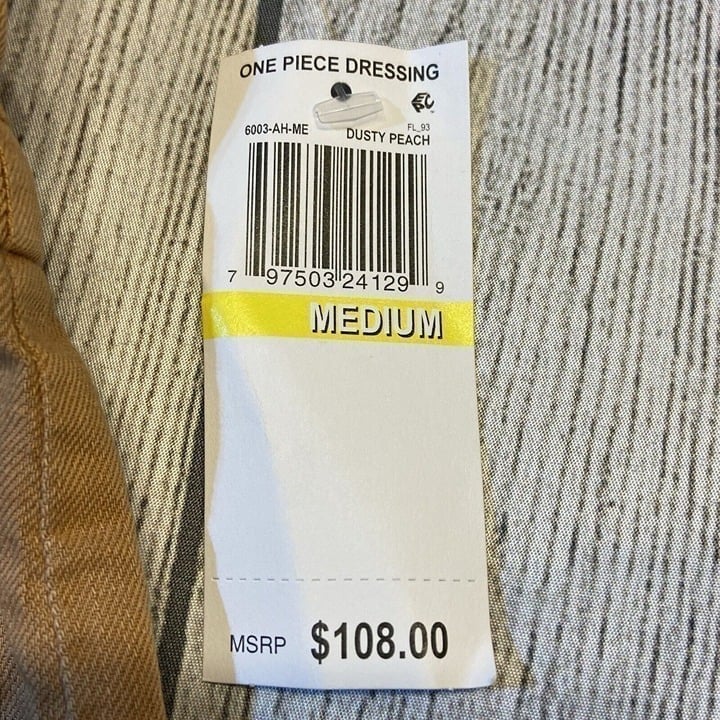 ONE PIECE DRESSING
FL_93
6003-AH-ME DUSTY PEACH
7 97503 24129 9
MEDIUM
MSRP $108.00